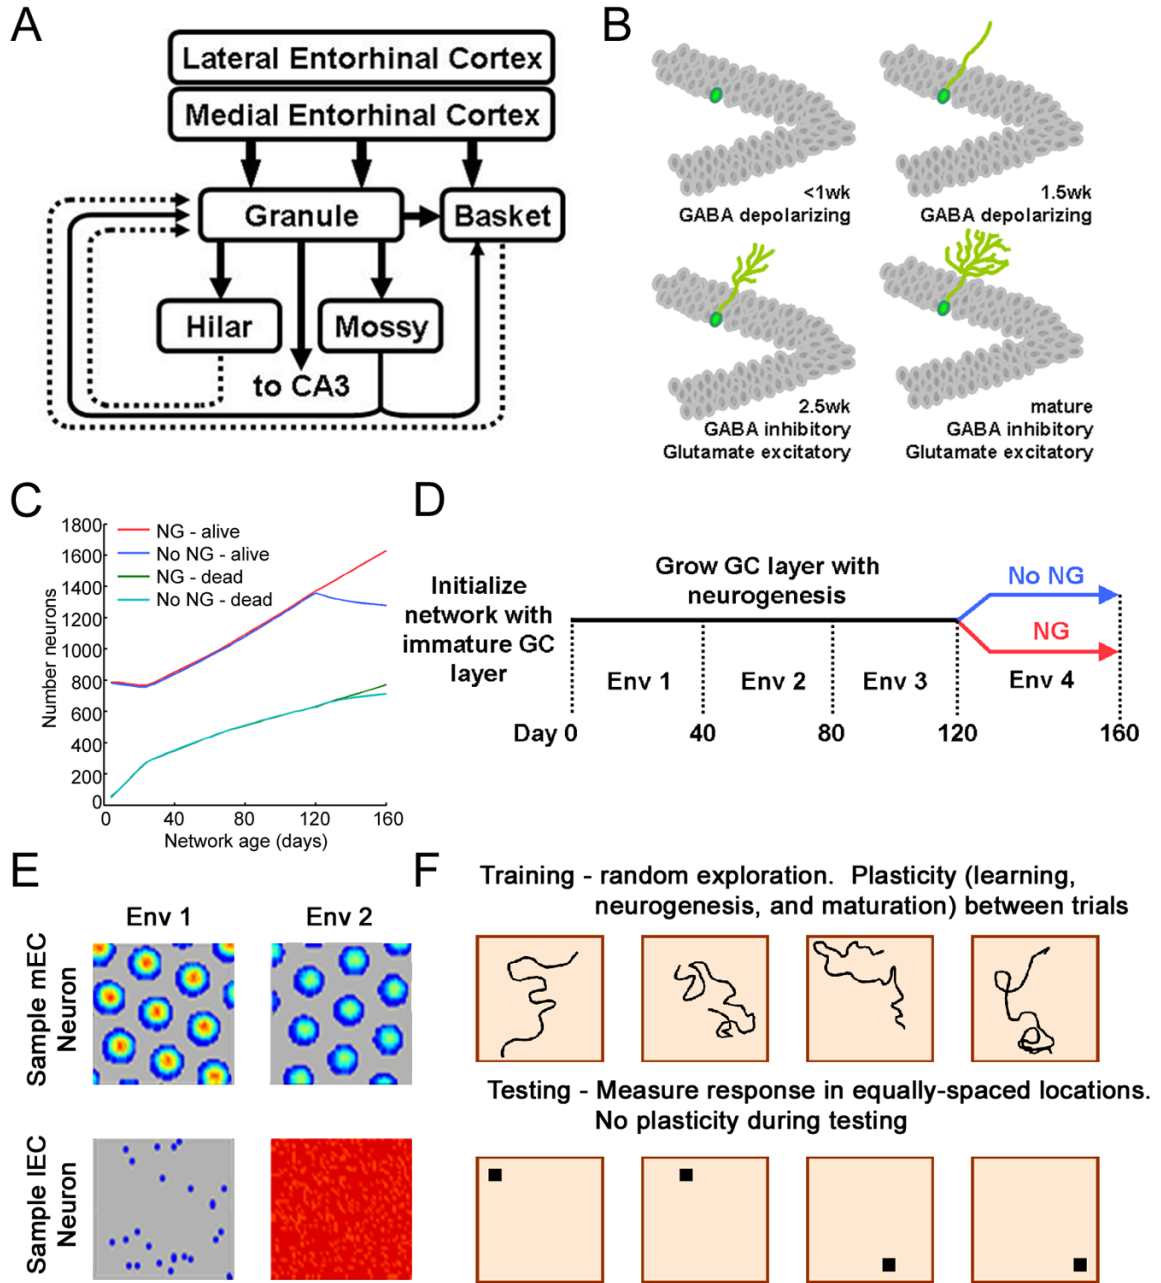 A
Lateral Entorhinal Cortex
Medial Entorhinal Cortex
Granule
Basket
Hilar
Mossy
to CA3
B
<1wk
GABA depolarizing
1.5wk
GABA depolarizing
2.5wk
GABA inhibitory
Glutamate excitatory
mature
GABA inhibitory
Glutamate excitatory
C
1800
1600
1400
1200
1000
800
600
400
200
0
Number neurons
NG - alive
No NG - alive
NG - dead
No NG - dead
0 40 80 120 160
Network age (days)
D
Initialize
network with
immature GC
layer
Grow GC layer with
neurogenesis
No NG
NG
Env 1 Env 2 Env 3 Env 4
Day 0 40 80 120 160
E
Env 1 Env 2
Sample mEC
Neuron
Sample lEC
Neuron
F
Training - random exploration. Plasticity (learning,
neurogenesis, and maturation) between trials
Testing - Measure response in equally-spaced locations.
No plasticity during testing